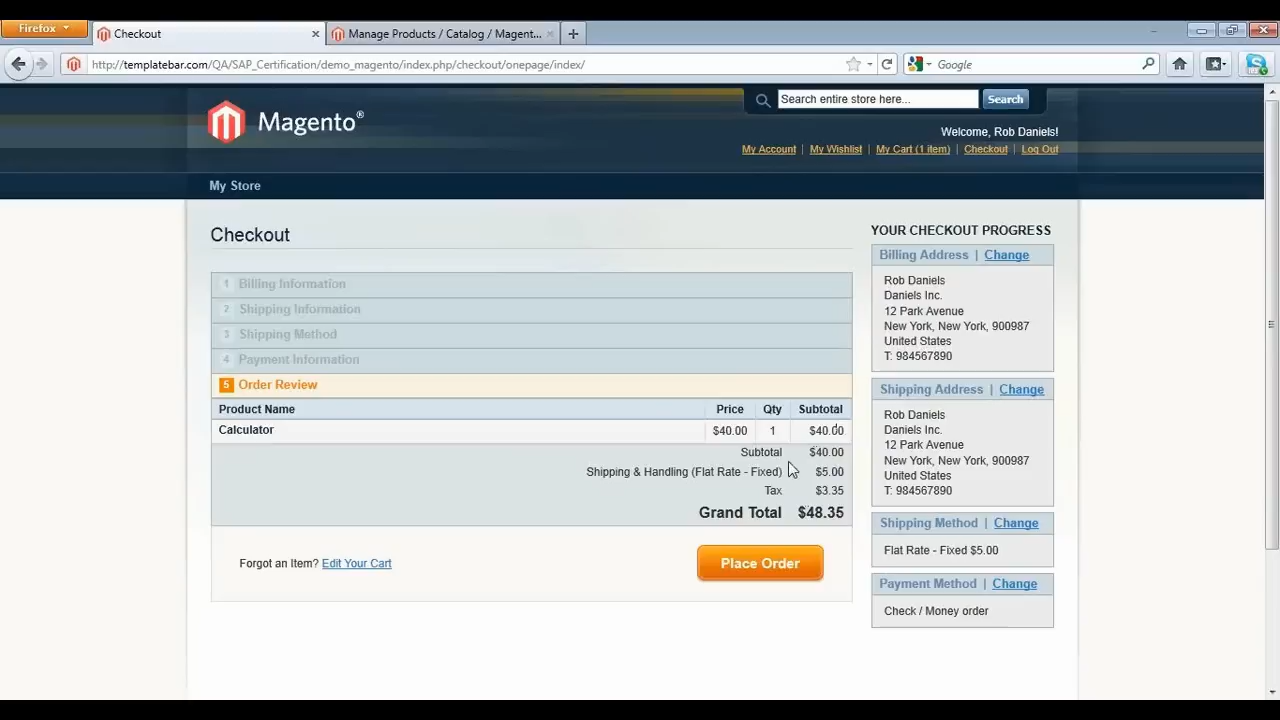 Firefox
Checkout
Manage Products / Catalog / Magent...
http://templatebar.com/QA/SAP_Certification/demo_magento/index.php/checkout/onepage/index/
Google
Magento®
Search entire store here...
Search
Welcome, Rob Daniels!
My Account
My Wishlist
My Cart (1 item)
Checkout
Log Out
My Store
Checkout
1 Billing Information
2 Shipping Information
3 Shipping Method
4 Payment Information
5 Order Review
Product Name Price Qty Subtotal
Calculator $40.00 1 $40.00
Subtotal $40.00
Shipping & Handling (Flat Rate - Fixed) $5.00
Tax $3.35
Grand Total $48.35
Forgot an Item? Edit Your Cart
Place Order
YOUR CHECKOUT PROGRESS
Billing Address | Change
Rob Daniels
Daniels Inc.
12 Park Avenue
New York, New York, 900987
United States
T: 984567890
Shipping Address | Change
Rob Daniels
Daniels Inc.
12 Park Avenue
New York, New York, 900987
United States
T: 984567890
Shipping Method | Change
Flat Rate - Fixed $5.00
Payment Method | Change
Check / Money order